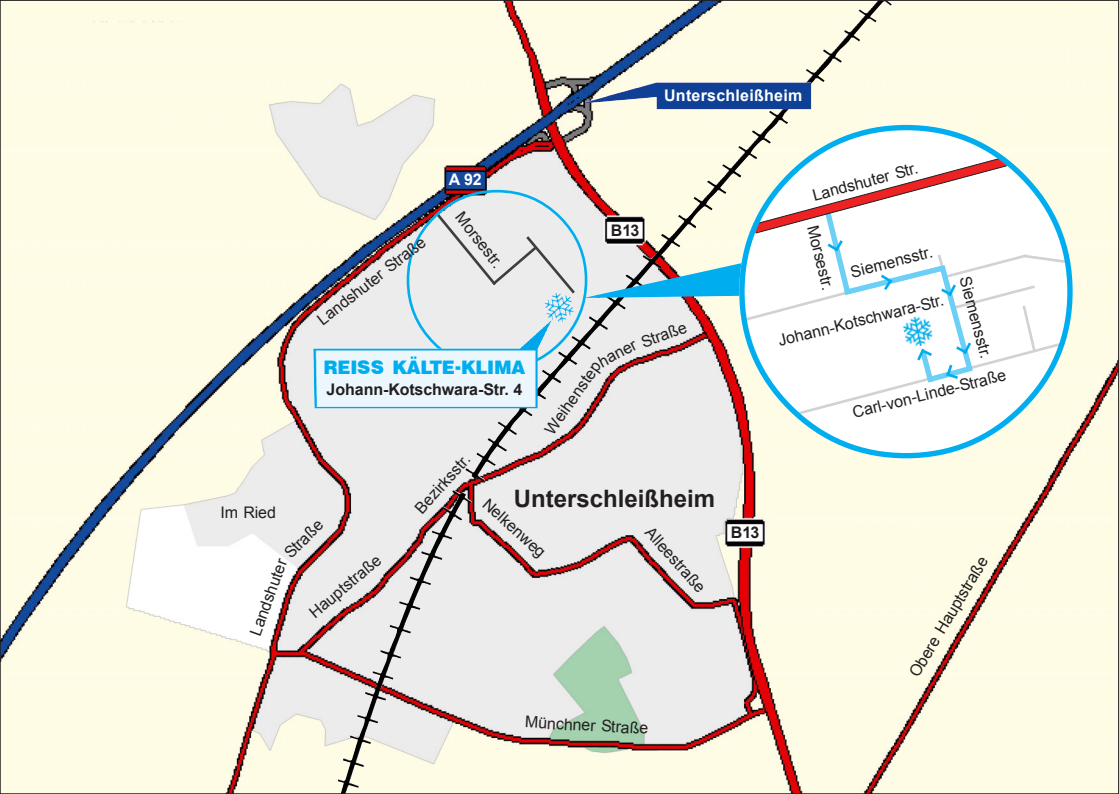 Unterschleißheim
A 92
B13
Morsestr.
Landshuter Straße
REISS KÄLTE-KLIMA
Johann-Kotschwara-Str. 4
Weihenstephaner Straße
Landshuter Str.
Morsestr.
Siemensstr.
Siemensstr.
Johann-Kotschwara-Str.
Carl-von-Linde-Straße
Bezirksstr.
Unterschleißheim
Im Ried
Nelkenweg
B13
Landshuter Straße
Hauptstraße
Alleestraße
Obere Hauptstraße
Münchner Straße